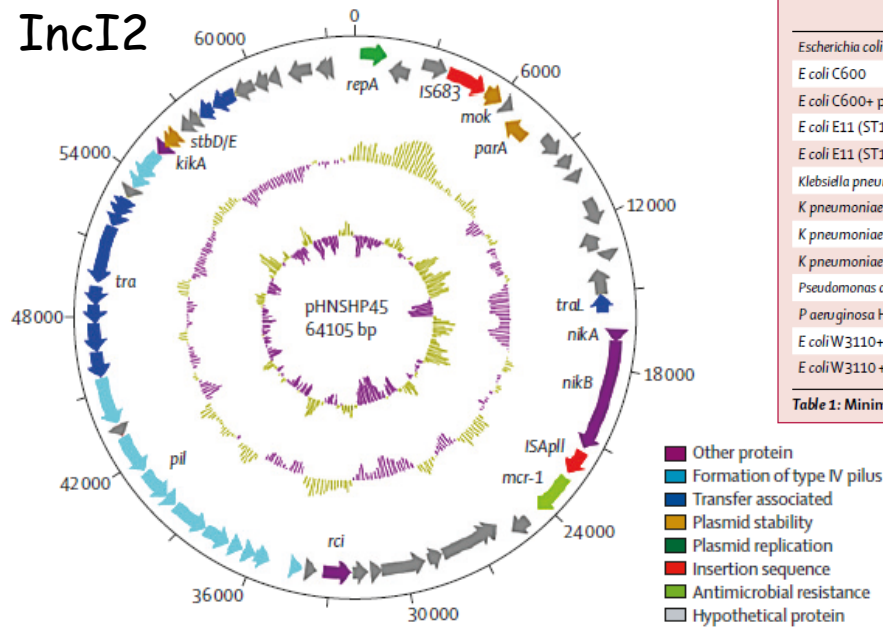 IncI2
0
60000
6000
repA
IS683
mok
parA
stbD/E
kikA
54000
12000
tra
traL
pHNSHP45
64105 bp
48000
nikA
nikB
18000
ISApII
mcr-1
pil
42000
24000
rci
36000
30000
Other protein
Formation of type IV pilus
Transfer associated
Plasmid stability
Plasmid replication
Insertion sequence
Antimicrobial resistance
Hypothetical protein
Escherichia coli
E coli C600
E coli C600+ p
E coli E11 (ST1
E coli E11 (ST1
Klebsiella pneu
K pneumoniae
K pneumoniae
K pneumoniae
Pseudomonas
P aeruginosa H
E coli W3110+
E coli W3110 +
Table 1: Minim